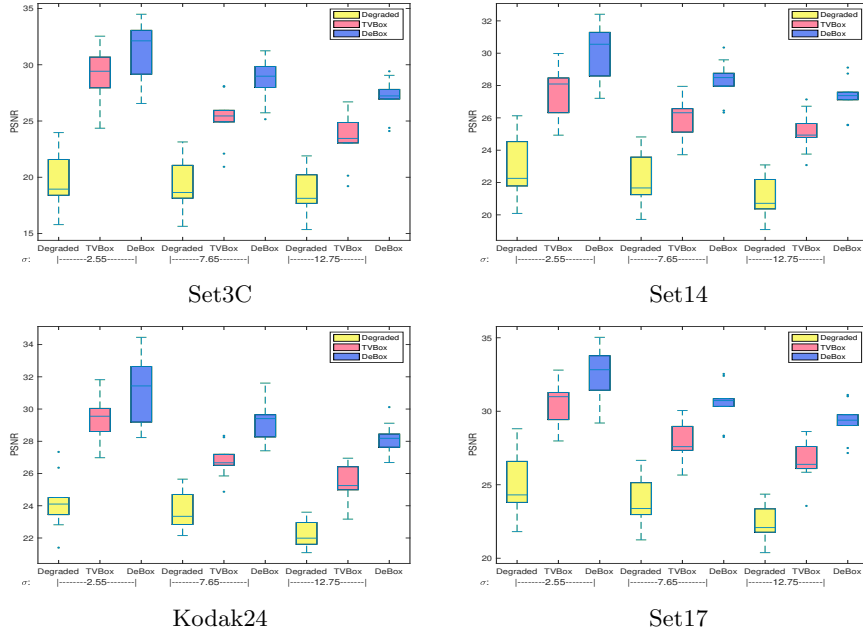 Degraded
TVBox
DeBox
35
30
25
20
15
PSNR
Degraded TVBox DeBox Degraded TVBox DeBox Degraded TVBox DeBox
σ: |-------2.55--------| |-------7.65--------| |-------12.75-------|
Set3C
Degraded
TVBox
DeBox
32
30
28
26
24
22
20
PSNR
Degraded TVBox DeBox Degraded TVBox DeBox Degraded TVBox DeBox
σ: |-------2.55--------| |-------7.65--------| |-------12.75-------|
Set14
Degraded
TVBox
DeBox
34
32
30
28
26
24
22
PSNR
Degraded TVBox DeBox Degraded TVBox DeBox Degraded TVBox DeBox
σ: |-------2.55--------| |-------7.65--------| |-------12.75-------|
Kodak24
Degraded
TVBox
DeBox
35
30
25
20
PSNR
Degraded TVBox DeBox Degraded TVBox DeBox Degraded TVBox DeBox
σ: |-------2.55--------| |-------7.65--------| |-------12.75-------|
Set17